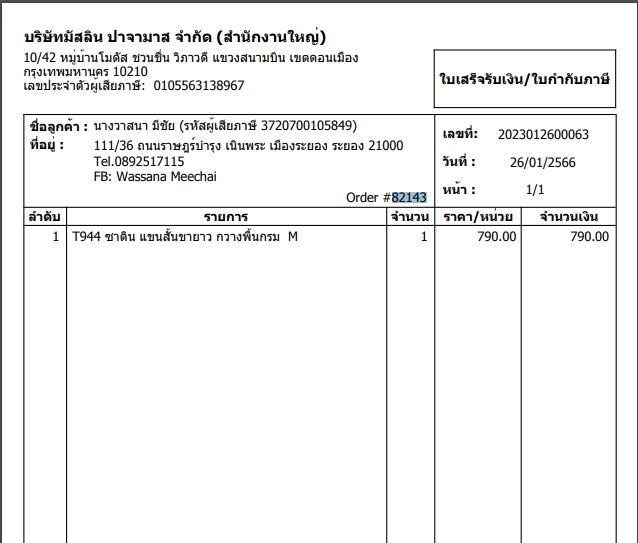 บริษัทมัสลิน ปาจามาส จำกัด (สำนักงานใหญ่)
10/42 หมู่บ้านโมดัส ชวนชื่น วิภาวดี แขวงสนามบิน เขตดอนเมือง
กรุงเทพมหานคร 10210
เลขประจำตัวผู้เสียภาษี: 0105563138967
ใบเสร็จรับเงิน/ใบกำกับภาษี
ชื่อลูกค้า : นางวาสนา มีชัย (รหัสผู้เสียภาษี 3720700105849)
ที่อยู่ : 111/36 ถนนราษฎร์บำรุง เนินพระ เมืองระยอง ระยอง 21000
Tel.0892517115
FB: Wassana Meechai
Order #82143
เลขที่: 2023012600063
วันที่ : 26/01/2566
หน้า : 1/1
ลำดับ รายการ จำนวน ราคา/หน่วย จำนวนเงิน
1 T944 ซาติน แขนสั้นขายาว กวางพื้นกรม M 1 790.00 790.00